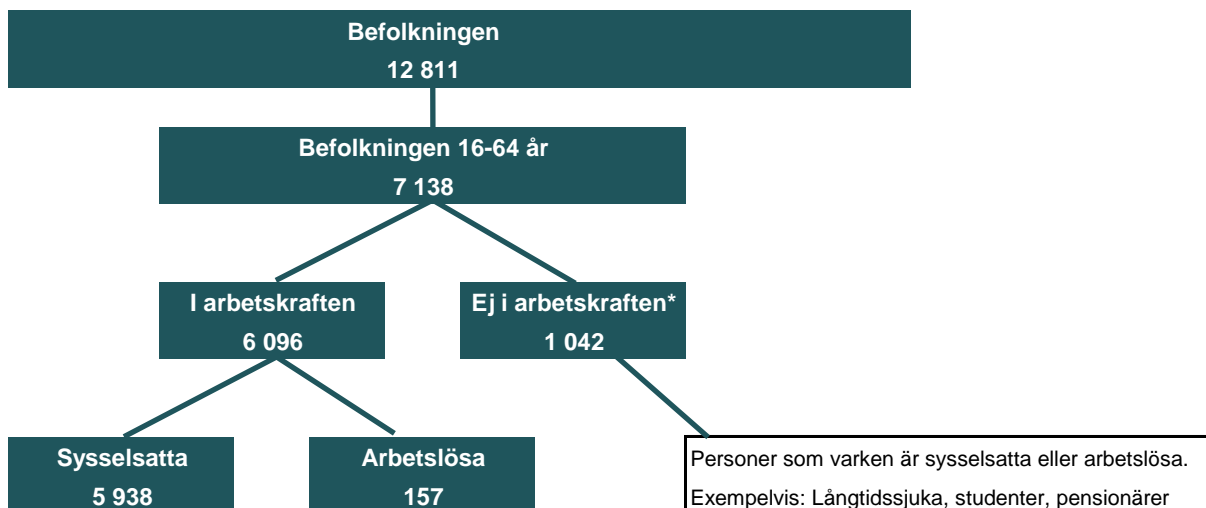 Befolkningen
12 811
Befolkningen 16-64 år
7 138
I arbetskraften
6 096
Ej i arbetskraften*
1 042
Sysselsatta
5 938
Arbetslösa
157
Personer som varken är sysselsatta eller arbetslösa.
Exempelvis: Långtidssjuka, studenter, pensionärer